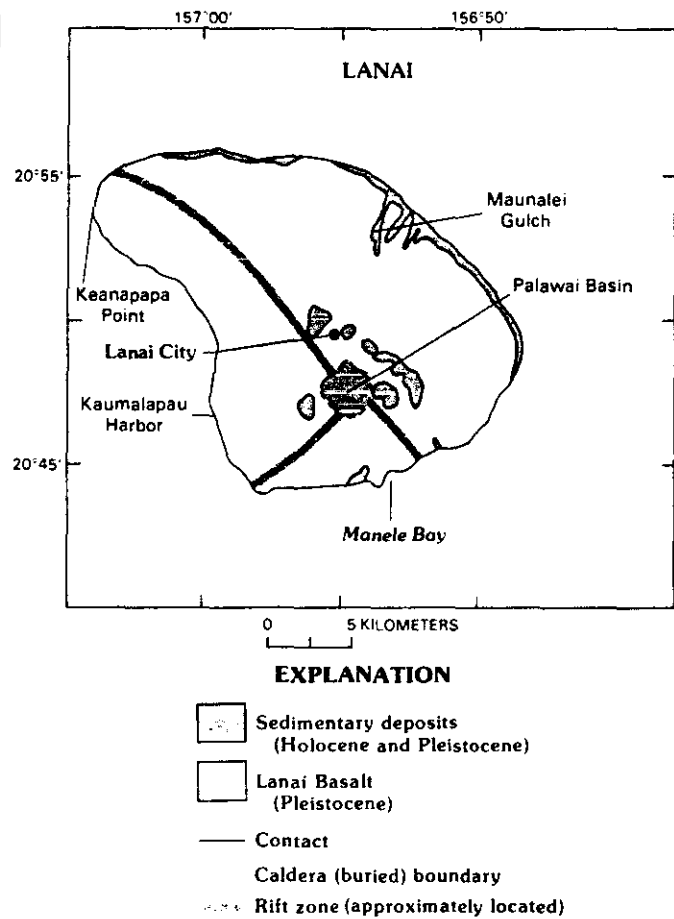 157°00'
156°50'
LANAI
20°55'
Maunalei
Gulch
Palawai Basin
Keanapapa
Point
Lanai City
Kaumalapau
Harbor
20°45'
Manele Bay
0 5 KILOMETERS
EXPLANATION
Sedimentary deposits
(Holocene and Pleistocene)
Lanai Basalt
(Pleistocene)
Contact
Caldera (buried) boundary
Rift zone (approximately located)